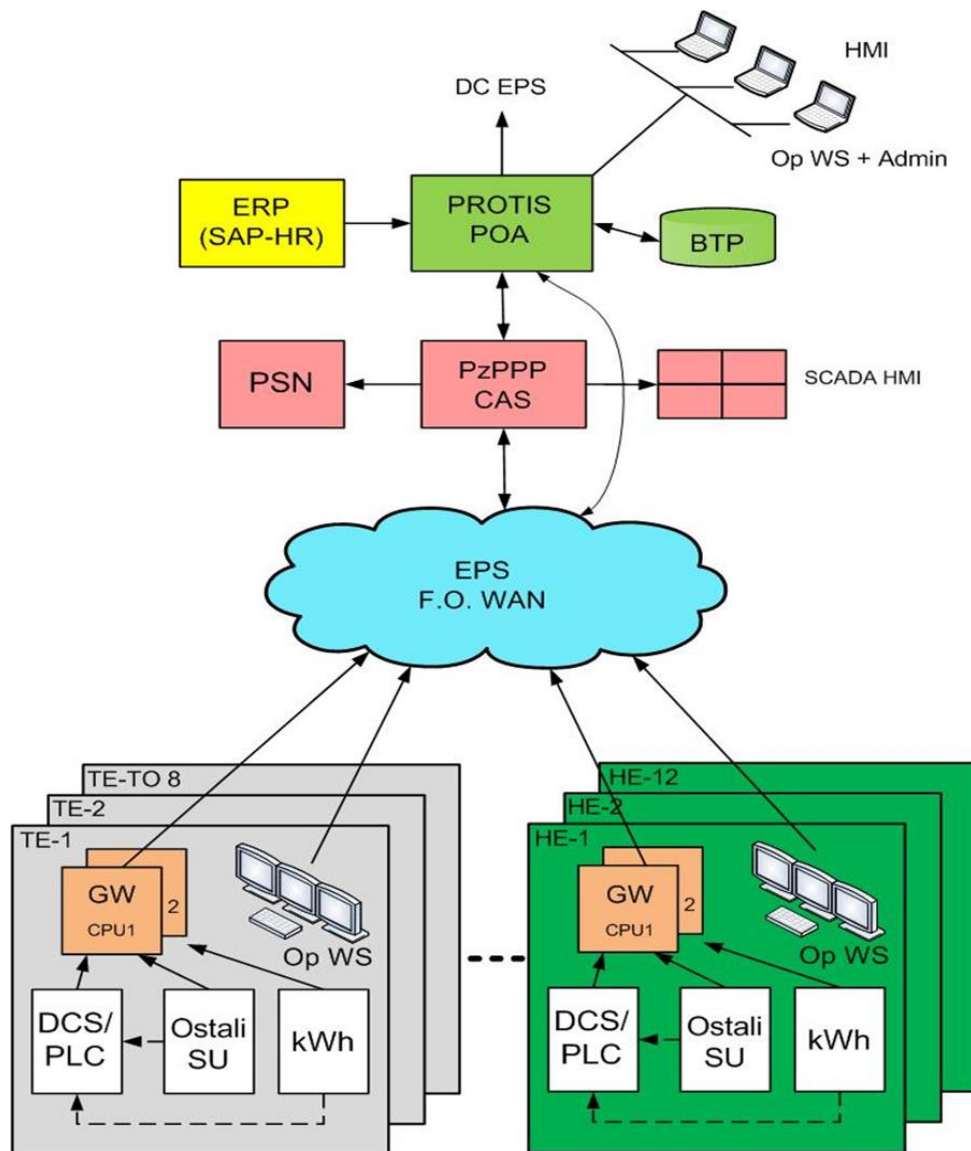 HMI
DC EPS
Op WS + Admin
ERP
(SAP-HR)
PROTIS
POA
BTP
PSN
PzPPP
CAS
SCADA HMI
EPS
F.O. WAN
TE-TO 8
TE-2
TE-1
GW
CPU1
2
Op WS
DCS/
PLC
Ostali
SU
kWh
HE-12
HE-2
HE-1
GW
CPU1
2
Op WS
DCS/
PLC
Ostali
SU
kWh